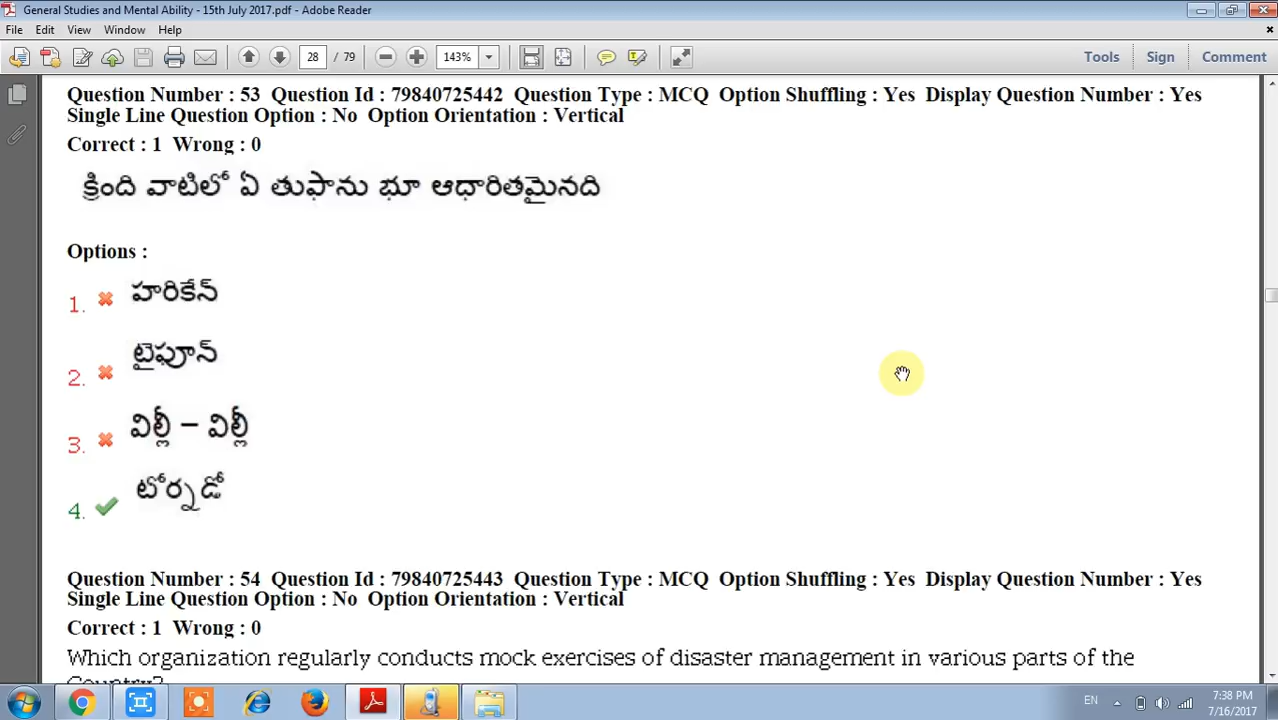 General Studies and Mental Ability - 15th July 2017.pdf - Adobe Reader
File Edit View Window Help
28 / 79 143% Tools Sign Comment
Question Number : 53 Question Id : 79840725442 Question Type : MCQ Option Shuffling : Yes Display Question Number : Yes
Single Line Question Option : No Option Orientation : Vertical
Correct : 1 Wrong : 0
క్రింది వాటిలో ఏ తుఫాను భూ ఆధారితమైనది
Options :
1. హరికేన్
2. టైఫూన్
3. విల్లీ – విల్లీ
4. టోర్నడో
Question Number : 54 Question Id : 79840725443 Question Type : MCQ Option Shuffling : Yes Display Question Number : Yes
Single Line Question Option : No Option Orientation : Vertical
Correct : 1 Wrong : 0
Which organization regularly conducts mock exercises of disaster management in various parts of the
Country?
EN 7:38 PM
7/16/2017